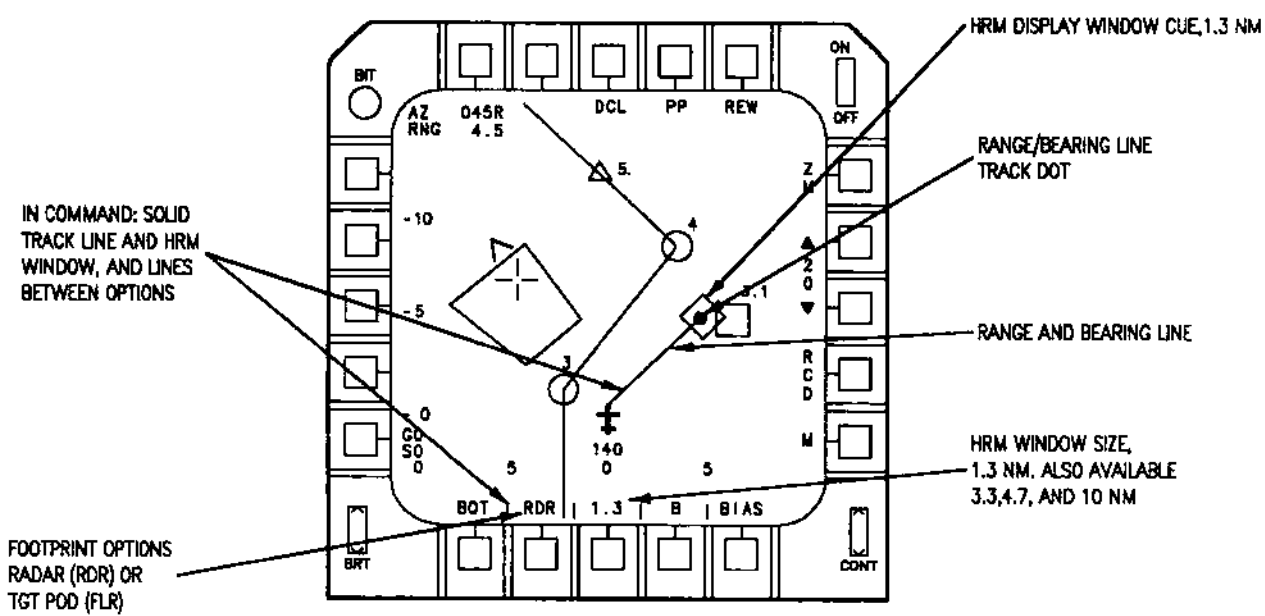 HRM DISPLAY WINDOW CUE,1.3 NM
ON
BIT
AZ 045R DCL PP REW
RNG 4.5
OFF
RANGE/BEARING LINE
TRACK DOT
5.
Z
M
IN COMMAND: SOLID
TRACK LINE AND HRM
WINDOW, AND LINES
BETWEEN OPTIONS
-10
4
20
3.1
-5
RANGE AND BEARING LINE
3
R
C
D
- 0
GO
SO
0
140
M
5 0 5
HRM WINDOW SIZE,
1.3 NM. ALSO AVAILABLE
3.3,4.7, AND 10 NM
BOT RDR 1.3 B BIAS
FOOTPRINT OPTIONS
RADAR (RDR) OR
TGT POD (FLR)
BRT
CONT